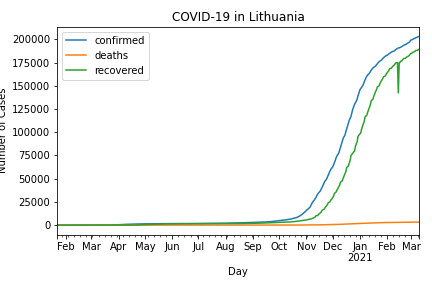 COVID-19 in Lithuania
confirmed
deaths
recovered
200000
175000
150000
125000
100000
75000
50000
25000
0
Number of Cases
Feb Mar Apr May Jun Jul Aug Sep Oct Nov Dec Jan Feb Mar
2021
Day